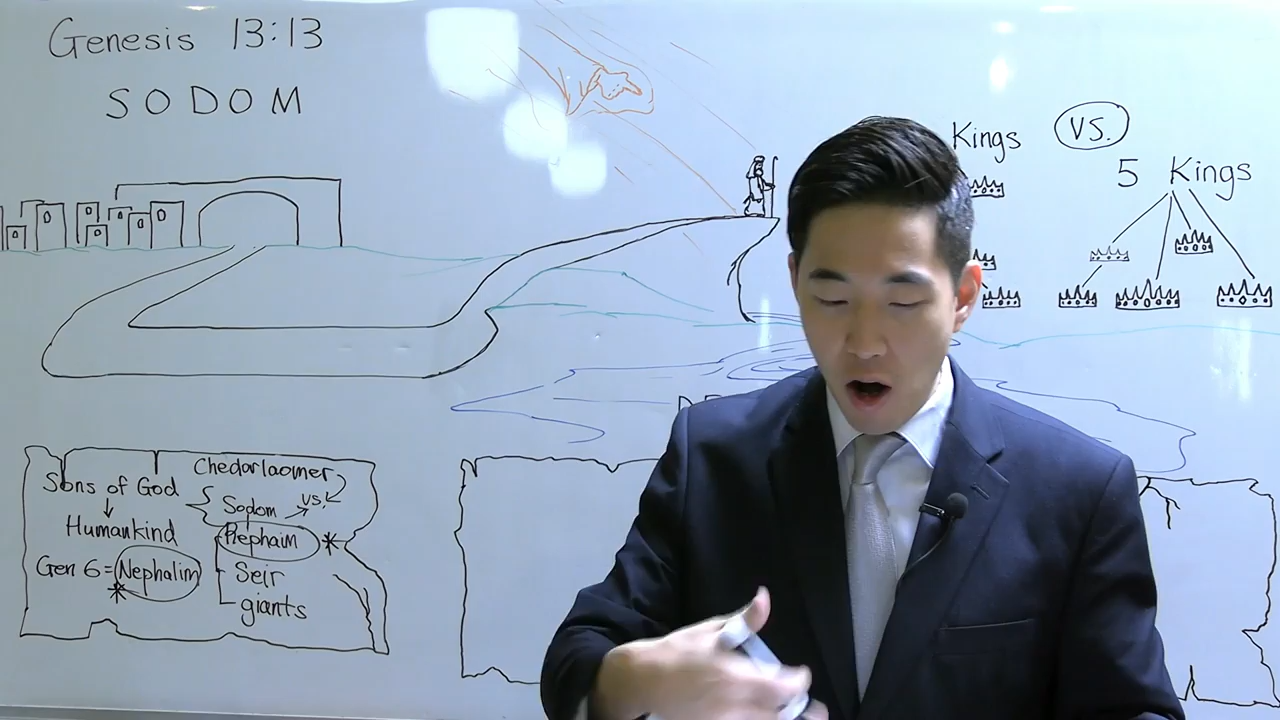 Genesis 13:13
SODOM
Kings VS.
5 Kings
Sons of God
Humankind
Gen 6 = Nephalim
*
Chedorlaomer
Sodom vs.
Rephaim *
Seir
giants